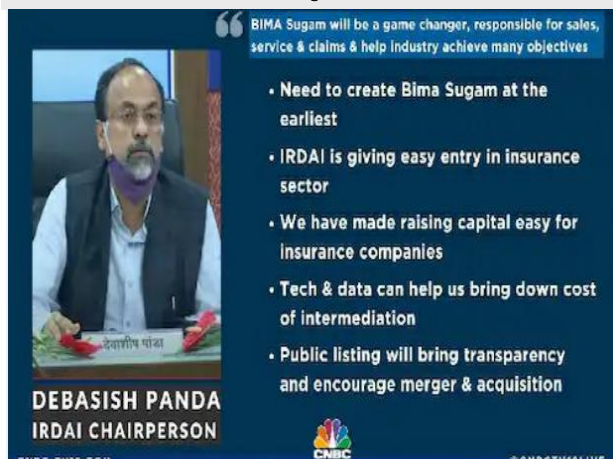 BIMA Sugam will be a game changer, responsible for sales,
service & claims & help industry achieve many objectives
• Need to create Bima Sugam at the
earliest
• IRDAI is giving easy entry in insurance
sector
• We have made raising capital easy for
insurance companies
• Tech & data can help us bring down cost
of intermediation
• Public listing will bring transparency
and encourage merger & acquisition
देवाशीष पांडा
DEBASISH PANDA
IRDAI CHAIRPERSON
CNBC